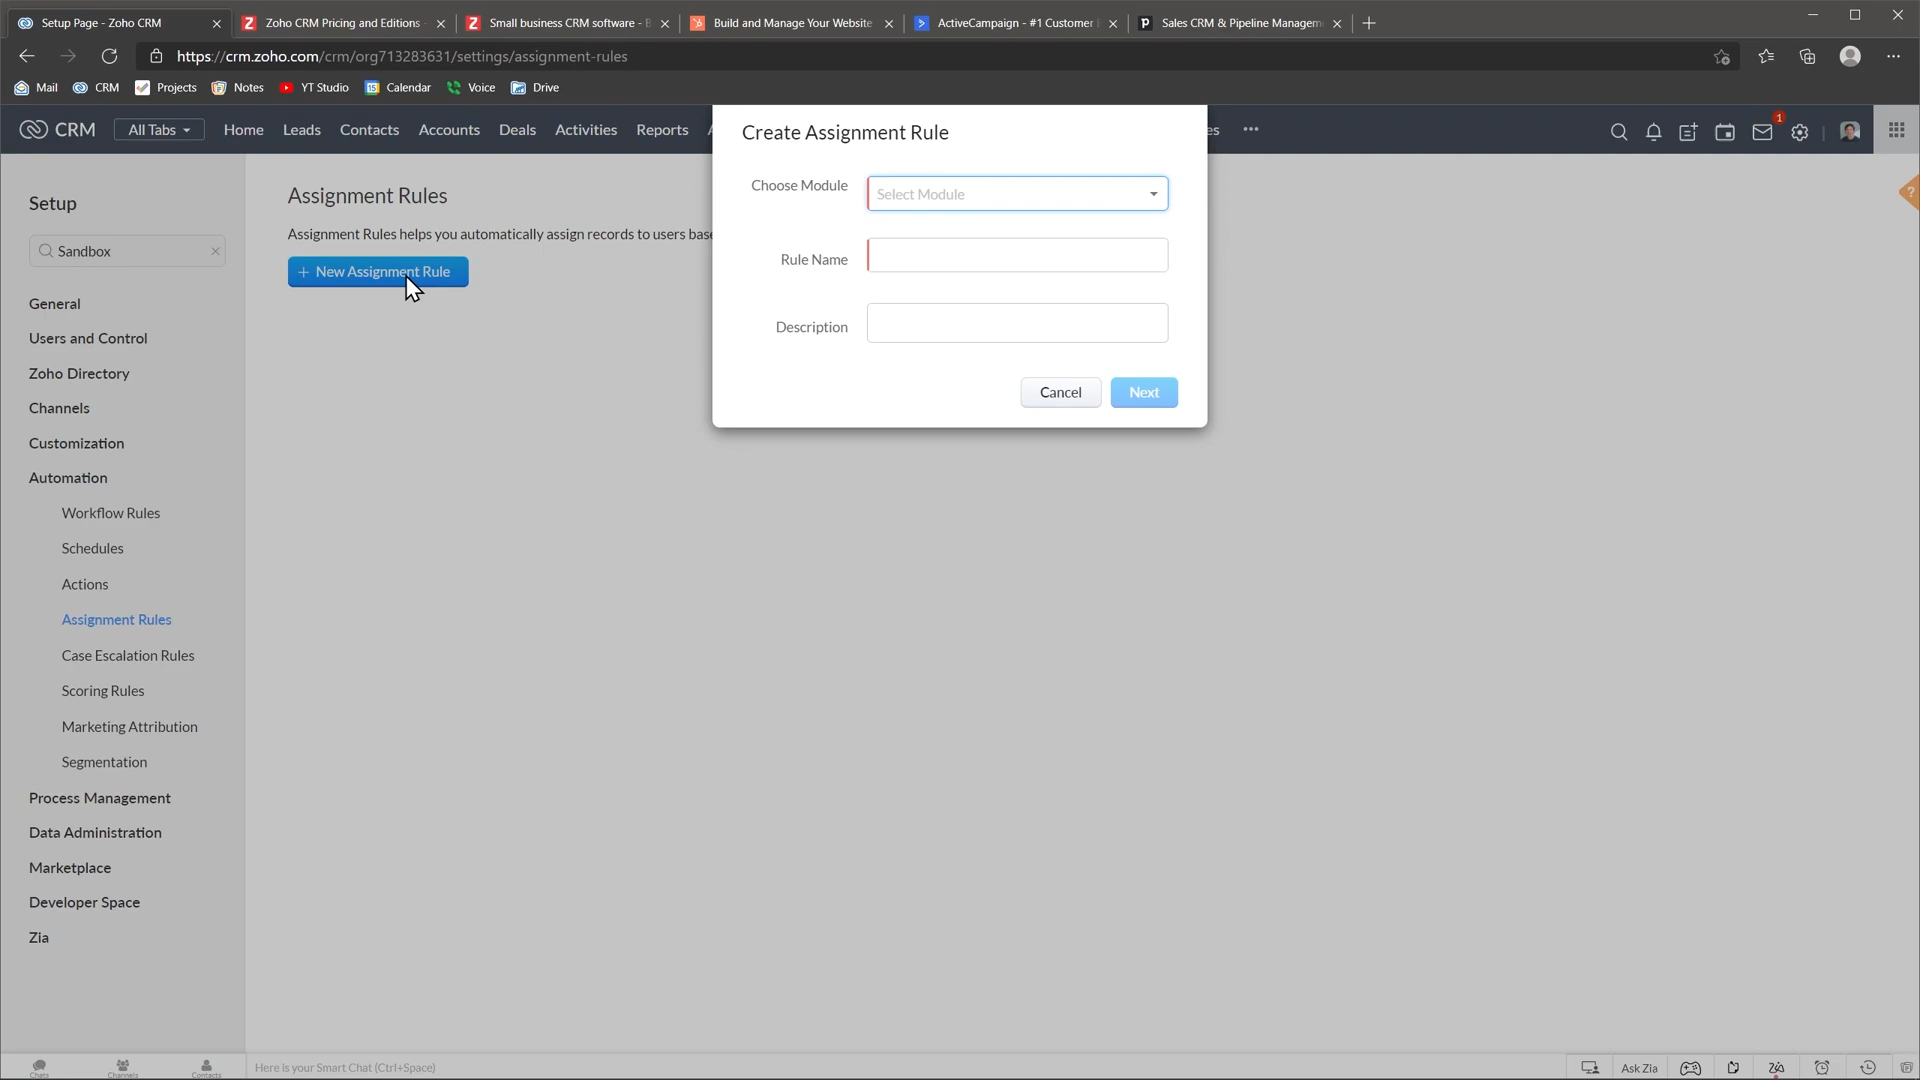 Setup Page - Zoho CRM
Zoho CRM Pricing and Editions
Small business CRM software - B
Build and Manage Your Website
ActiveCampaign - #1 Customer E
Sales CRM & Pipeline Managem
https://crm.zoho.com/crm/org713283631/settings/assignment-rules
Mail
CRM
Projects
Notes
YT Studio
Calendar
Voice
Drive
CRM
All Tabs
Home
Leads
Contacts
Accounts
Deals
Activities
Reports
es
1
Setup
Sandbox
General
Users and Control
Zoho Directory
Channels
Customization
Automation
Workflow Rules
Schedules
Actions
Assignment Rules
Case Escalation Rules
Scoring Rules
Marketing Attribution
Segmentation
Process Management
Data Administration
Marketplace
Developer Space
Zia
Assignment Rules
Assignment Rules helps you automatically assign records to users base
+ New Assignment Rule
Create Assignment Rule
Choose Module
Select Module
Rule Name
Description
Cancel
Next
?
Chats
Channels
Contacts
Here is your Smart Chat (Ctrl+Space)
Ask Zia